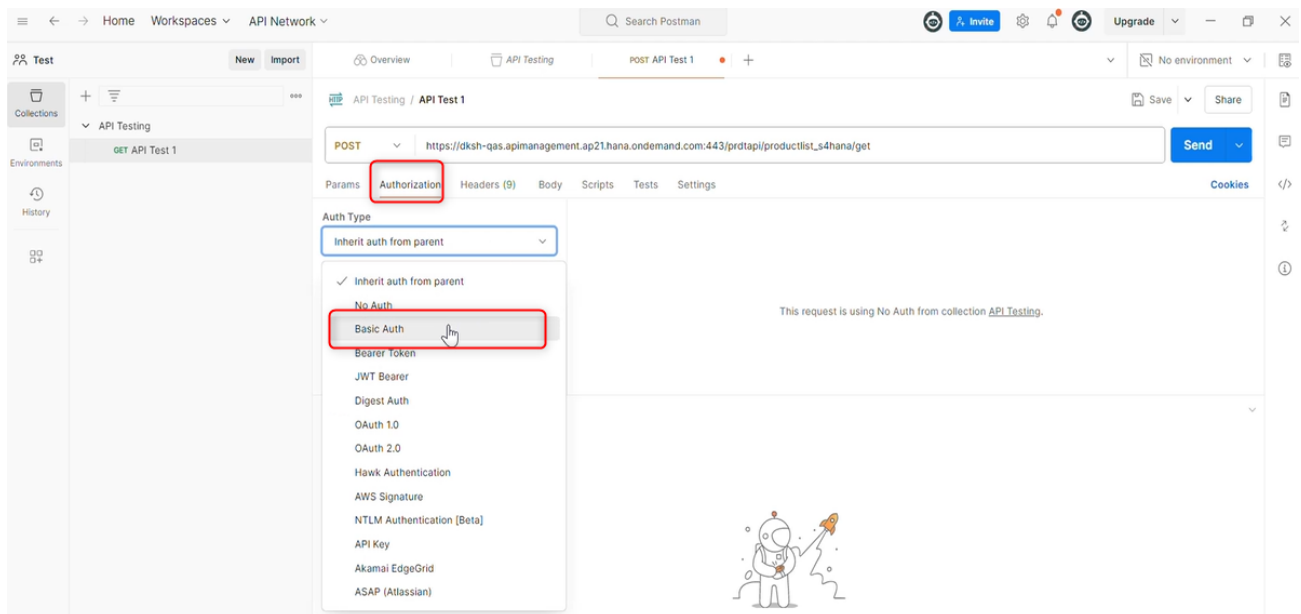 Home Workspaces API Network Search Postman Invite Upgrade
Test New Import Overview API Testing POST API Test 1 No environment
Collections
API Testing / API Test 1 Save Share
API Testing
GET API Test 1
POST https://dksh-qas.apimanagement.ap21.hana.ondemand.com:443/prdtapi/productlist_s4hana/get Send
Environments
Params Authorization Headers (9) Body Scripts Tests Settings Cookies
History
Auth Type
Inherit auth from parent
Inherit auth from parent
No Auth
Basic Auth
Bearer Token
JWT Bearer
Digest Auth
OAuth 1.0
OAuth 2.0
Hawk Authentication
AWS Signature
NTLM Authentication [Beta]
API Key
Akamai EdgeGrid
ASAP (Atlassian)
This request is using No Auth from collection API Testing.